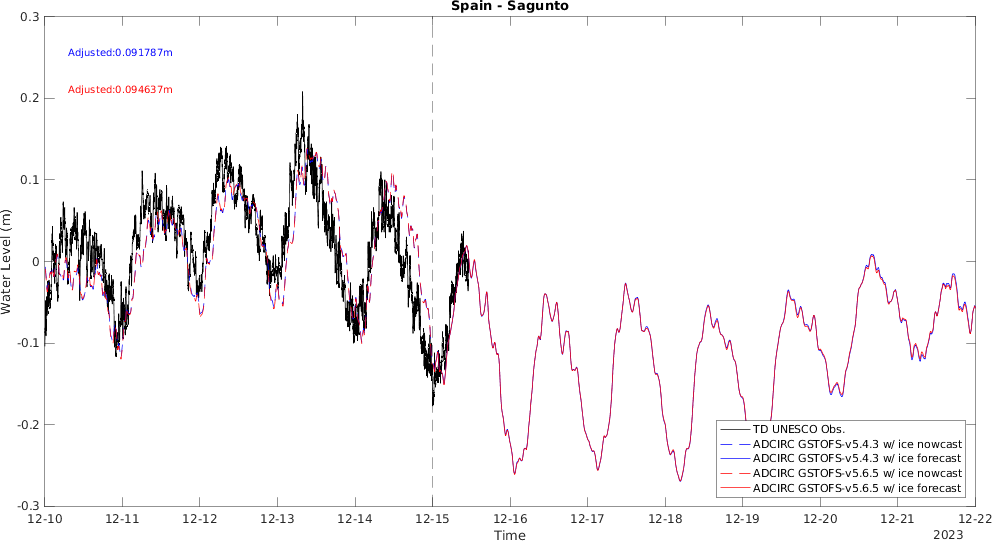 Spain - Sagunto
0.3
0.2
0.1
0
-0.1
-0.2
-0.3
Water Level (m)
Adjusted:0.091787m
Adjusted:0.094637m
TD UNESCO Obs.
ADCIRC GSTOFS-v5.4.3 w/ ice nowcast
ADCIRC GSTOFS-v5.4.3 w/ ice forecast
ADCIRC GSTOFS-v5.6.5 w/ ice nowcast
ADCIRC GSTOFS-v5.6.5 w/ ice forecast
12-10 12-11 12-12 12-13 12-14 12-15 12-16 12-17 12-18 12-19 12-20 12-21 12-22
Time
2023